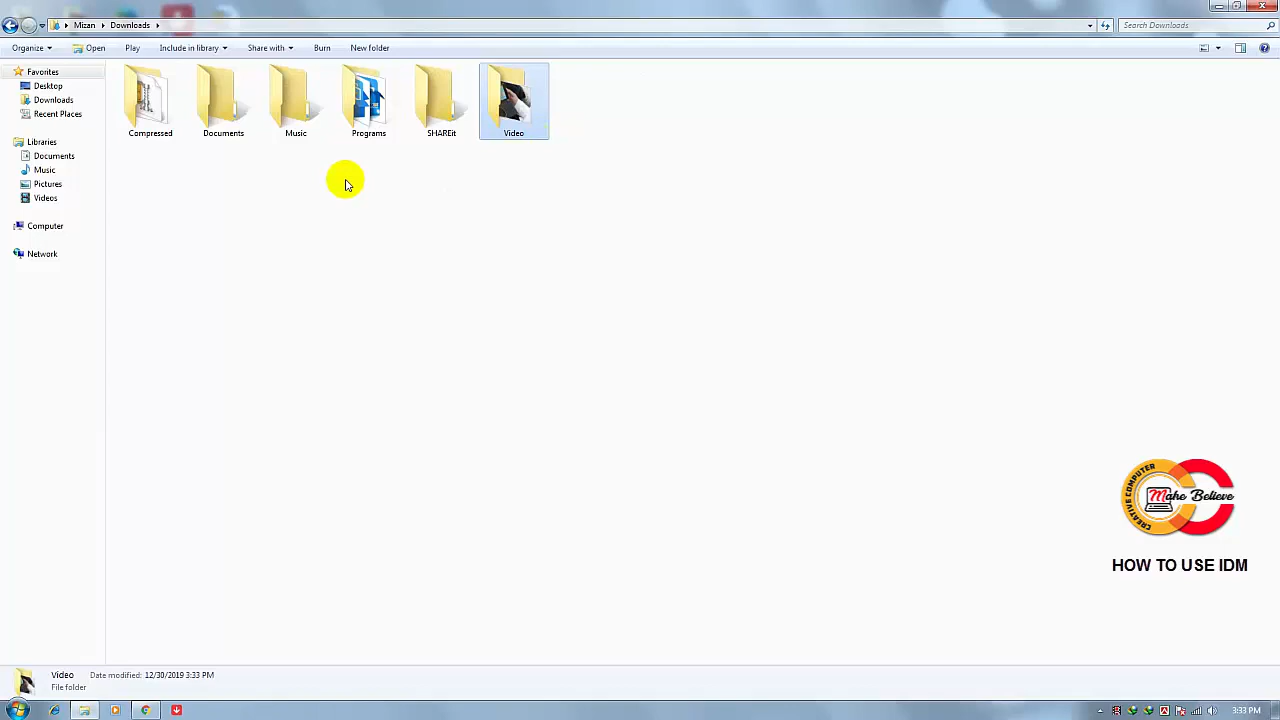 Mizan Downloads
Search Downloads
Organize Open Play Include in library Share with Burn New folder
Favorites
Desktop
Downloads
Recent Places
Libraries
Documents
Music
Pictures
Videos
Computer
Network
Compressed Documents Music Programs SHAREit Video
CREATIVE COMPUTER
Make Believe
HOW TO USE IDM
Video Date modified: 12/30/2019 3:33 PM
File folder
3:33 PM